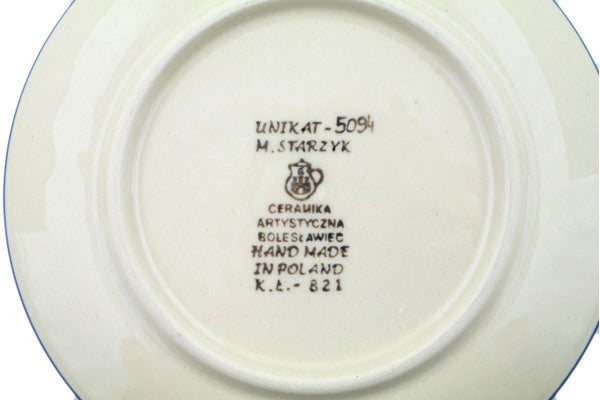 UNIKAT-5094
M. STARZYK
CERAMIKA
ARTYSTYCZNA
BOLESŁAWIEC
HAND MADE
IN POLAND
K.Ł.- 821